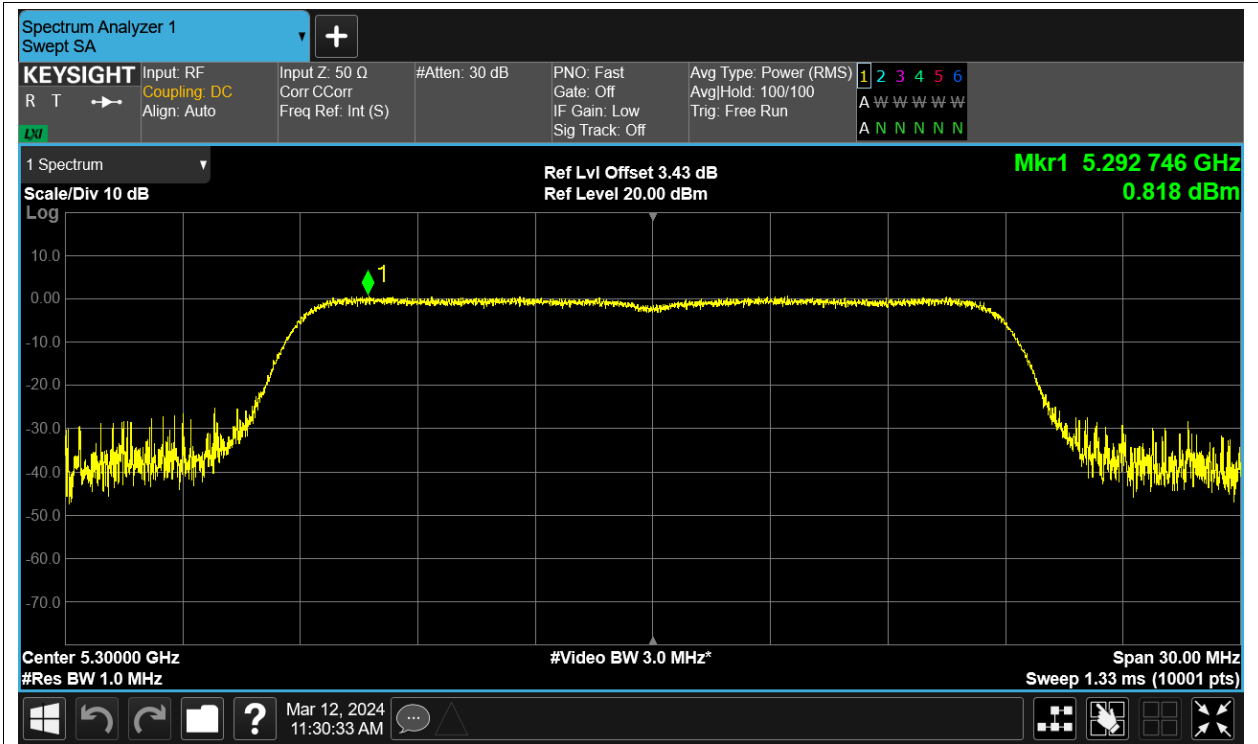 Spectrum Analyzer 1
Swept SA
KEYSIGHT
R T
LXI
Input: RF
Coupling: DC
Align: Auto
Input Z: 50 Ω
Corr CCorr
Freq Ref: Int (S)
#Atten: 30 dB
PNO: Fast
Gate: Off
IF Gain: Low
Sig Track: Off
Avg Type: Power (RMS)
Avg|Hold: 100/100
Trig: Free Run
1 2 3 4 5 6
A W W W W W
A N N N N N
1 Spectrum
Scale/Div 10 dB
Log
Ref Lvl Offset 3.43 dB
Ref Level 20.00 dBm
Mkr1 5.292 746 GHz
0.818 dBm
10.0
0.00
-10.0
-20.0
-30.0
-40.0
-50.0
-60.0
-70.0
1
Center 5.30000 GHz
#Res BW 1.0 MHz
#Video BW 3.0 MHz*
Span 30.00 MHz
Sweep 1.33 ms (10001 pts)
?
Mar 12, 2024
11:30:33 AM